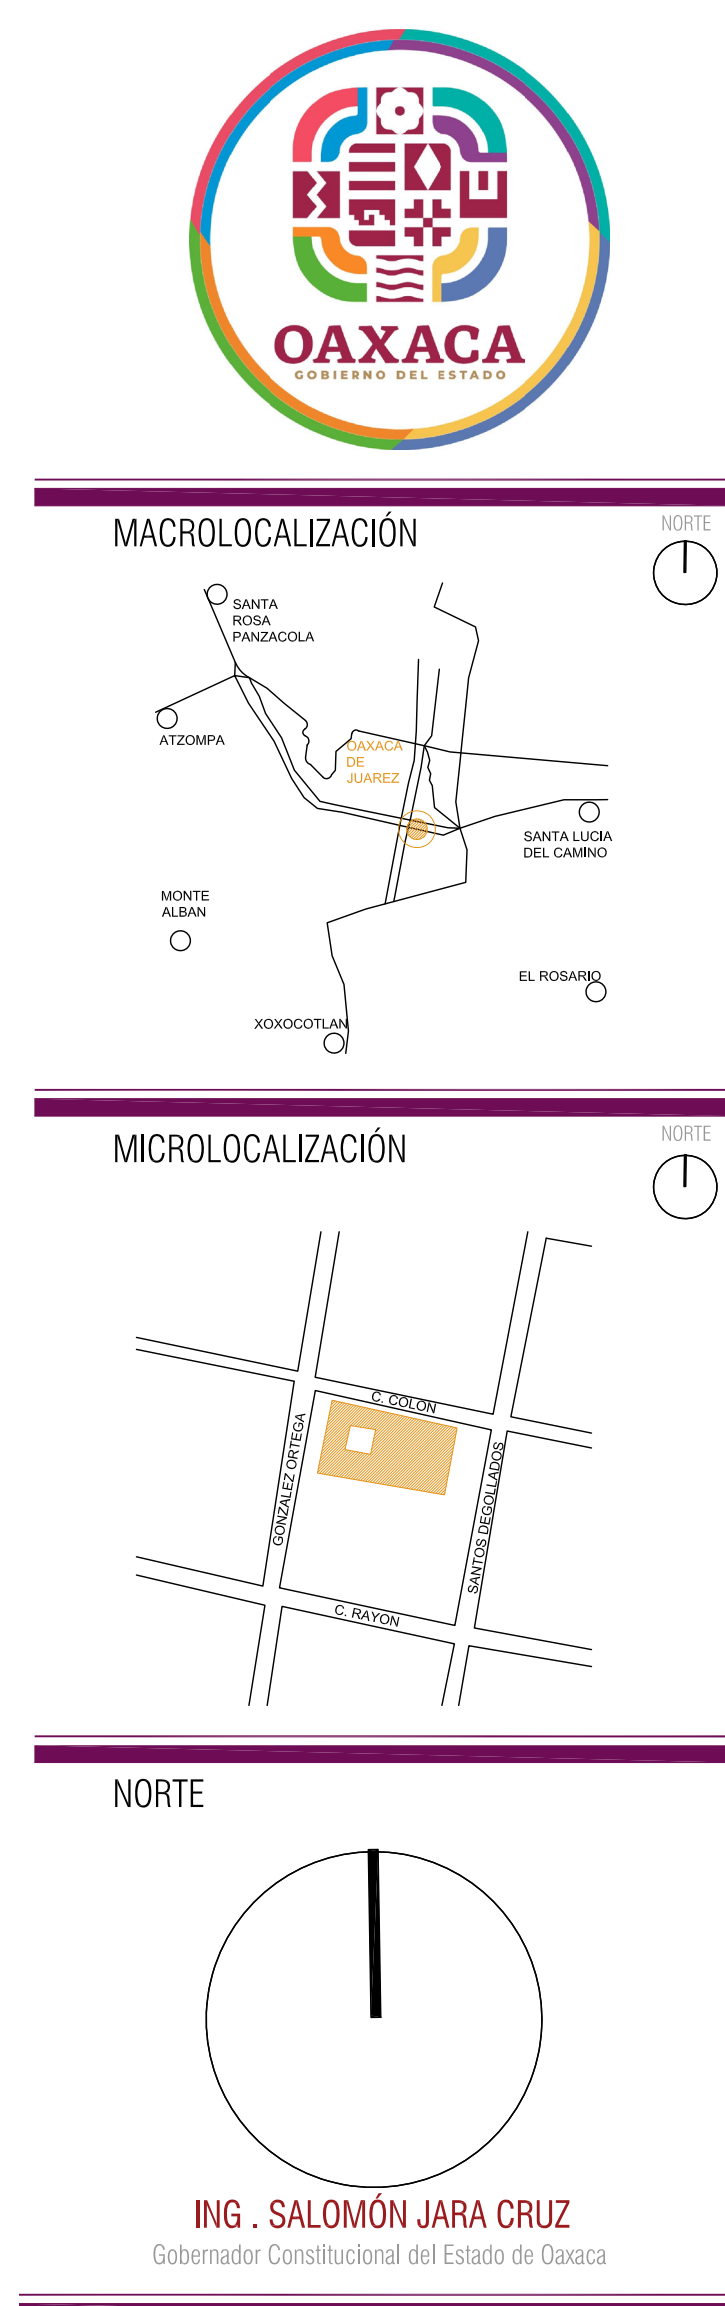 OAXACA
GOBIERNO DEL ESTADO
MACROLOCALIZACIÓN
NORTE
SANTA
ROSA
PANZACOLA
ATZOMPA
OAXACA
DE
JUAREZ
SANTA LUCIA
DEL CAMINO
MONTE
ALBAN
EL ROSARIO
XOXOCOTLAN
MICROLOCALIZACIÓN
NORTE
C. COLON
GONZALEZ ORTEGA
SANTOS DEGOLLADOS
C. RAYON
NORTE
ING . SALOMÓN JARA CRUZ
Gobernador Constitucional del Estado de Oaxaca